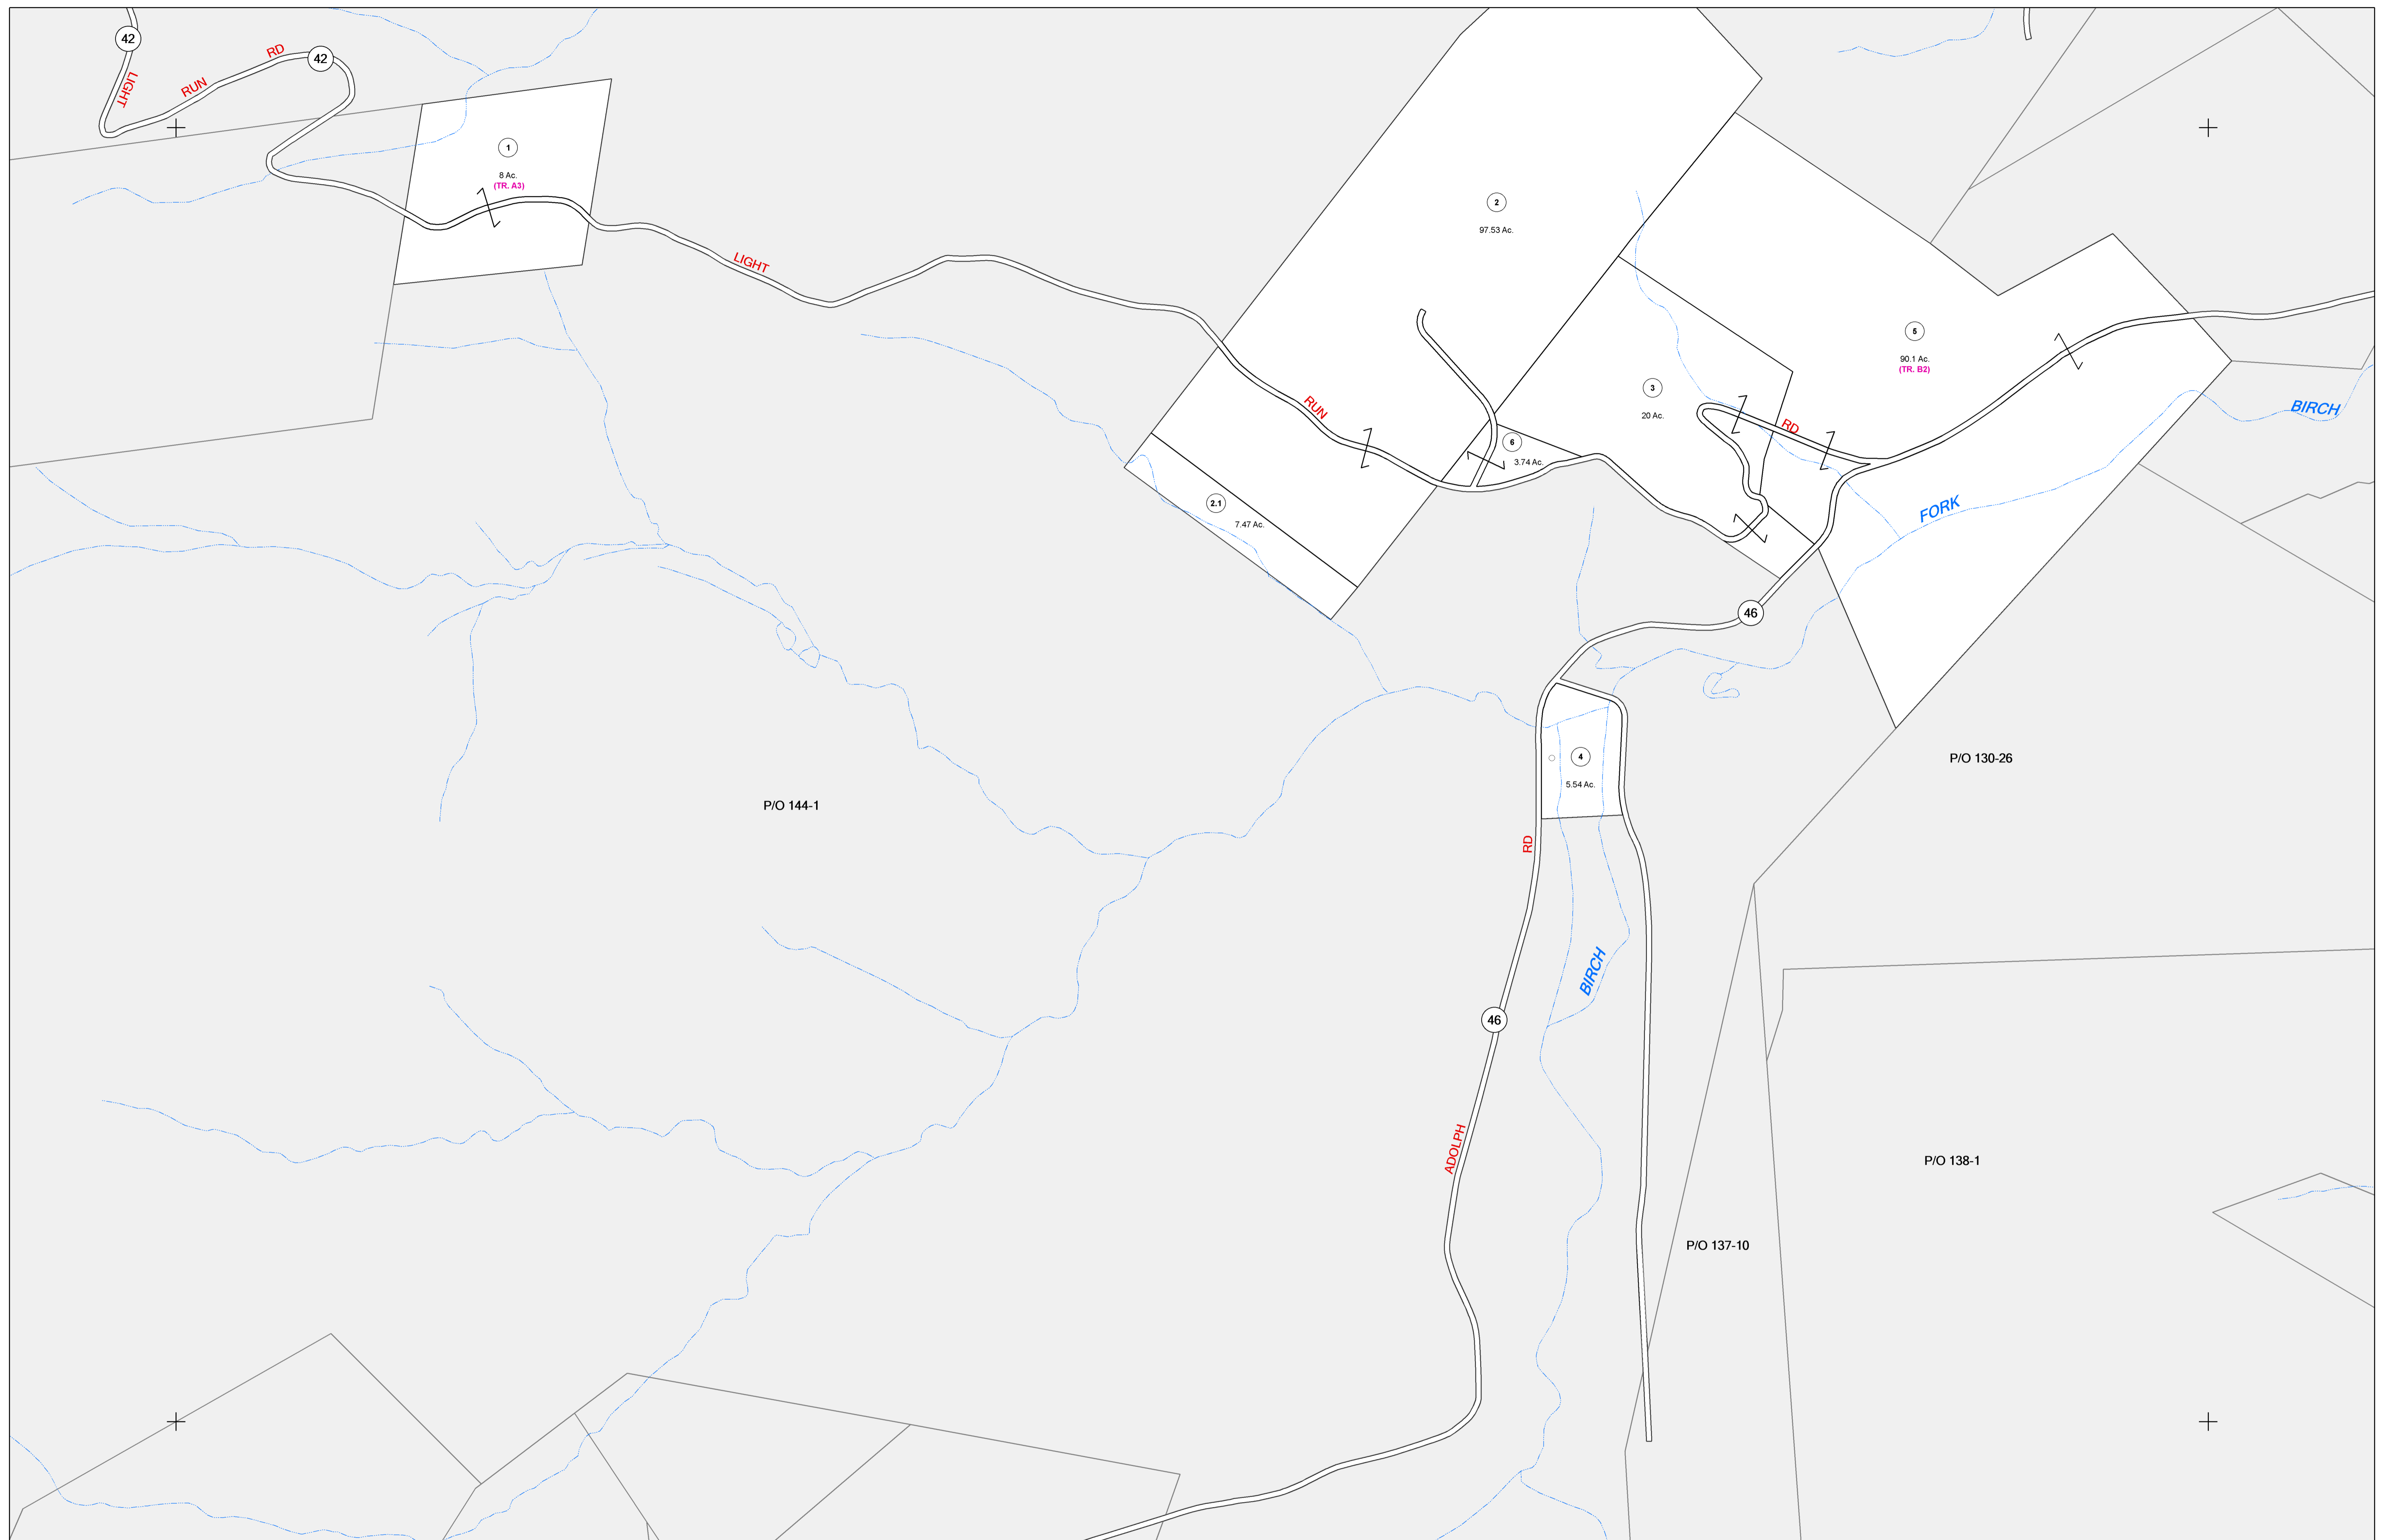 42
LIGHT
RUN
RD
42
1
8 Ac.
(TR. A3)
LIGHT
RUN
2
97.53 Ac.
5
90.1 Ac.
(TR. B2)
3
20 Ac.
RD
6
3.74 Ac.
2.1
7.47 Ac.
BIRCH
FORK
46
4
5.54 Ac.
P/O 130-26
P/O 144-1
RD
BIRCH
46
ADOLPH
P/O 138-1
P/O 137-10